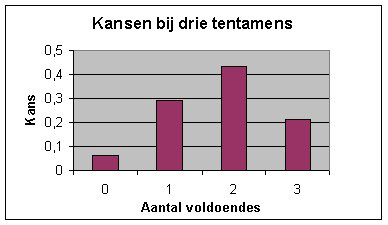 Kansen bij drie tentamens
0,5
0,4
0,3
0,2
0,1
0
Kans
0 1 2 3
Aantal voldoendes